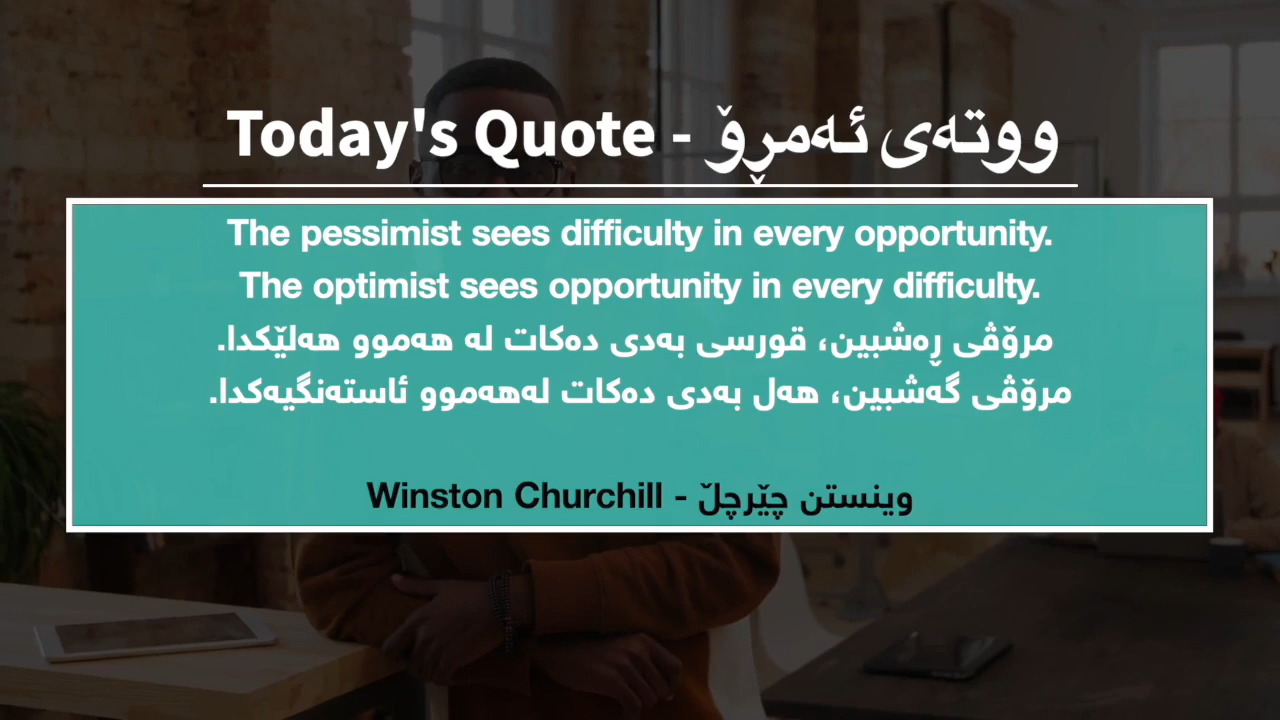 Today's Quote - ووتەی ئەمڕۆ
The pessimist sees difficulty in every opportunity.
The optimist sees opportunity in every difficulty.
مرۆڤی ڕەشبین، قورسی بەدی دەکات لە هەموو هەلێکدا.
مرۆڤی گەشبین، هەل بەدی دەکات لەهەموو ئاستەنگیەکدا.
Winston Churchill - وینستن چێرچڵ